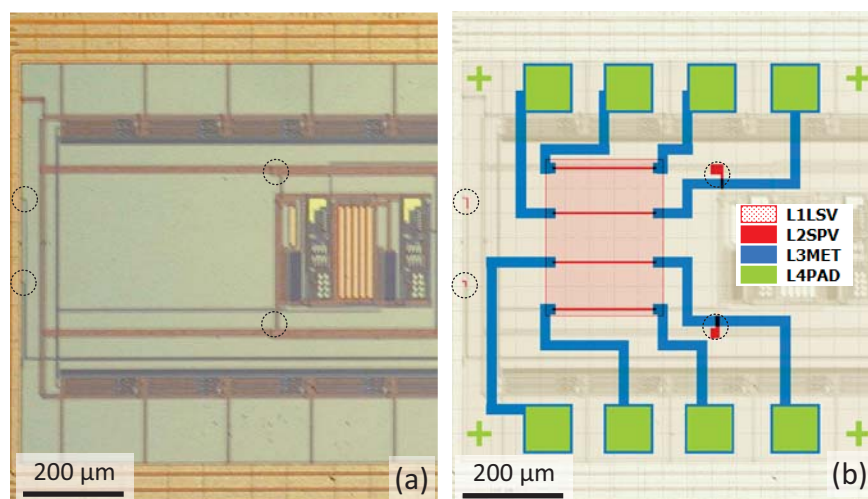 200 µm
(a)
L1LSV
L2SPV
L3MET
L4PAD
200 µm
(b)